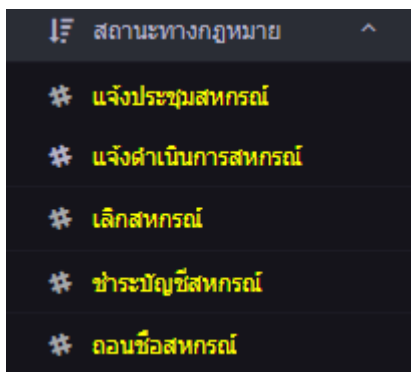 สถานะทางกฎหมาย
แจ้งประชุมสหกรณ์
แจ้งดำเนินการสหกรณ์
เลิกสหกรณ์
ชำระบัญชีสหกรณ์
ถอนชื่อสหกรณ์